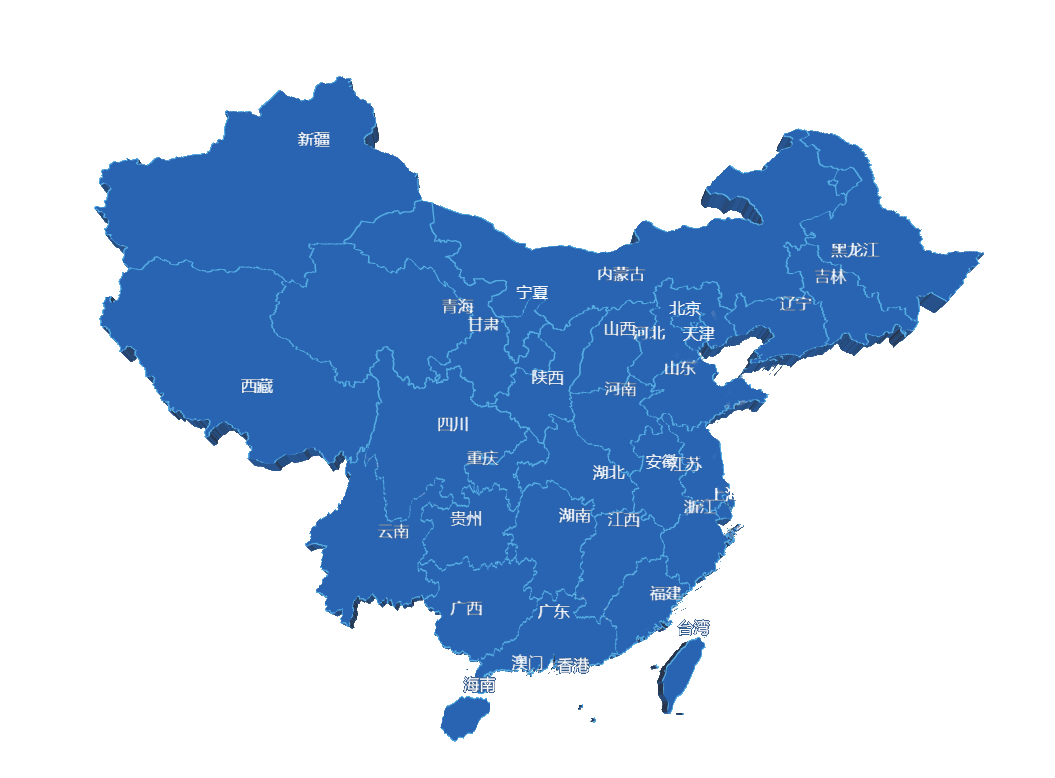 新疆
黑龙江
内蒙古
吉林
宁夏
辽宁
青海
北京
甘肃
山西
河北
天津
山东
陕西
西藏
河南
四川
重庆
安徽
江苏
湖北
上海
浙江
贵州
湖南
江西
云南
福建
广西
广东
台湾
澳门
香港
海南